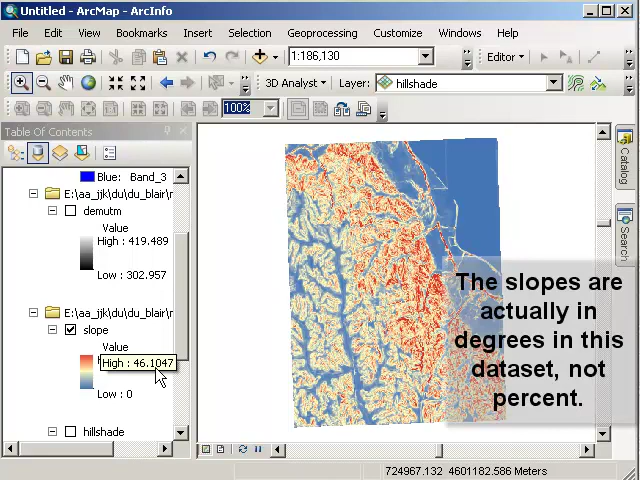 Untitled - ArcMap - ArcInfo
File Edit View Bookmarks Insert Selection Geoprocessing Customize Windows Help
1:186,130 Editor
3D Analyst Layer: hillshade
100%
Table Of Contents
Blue: Band_3
E:\aa_jjk\du\du_blair\r
demutm
Value
High : 419.489
Low : 302.957
E:\aa_jjk\du\du_blair\r
slope
Value
High : 46.1047
Low : 0
hillshade
The slopes are
actually in
degrees in this
dataset, not
percent.
Catalog
Search
724967.132 4601182.586 Meters